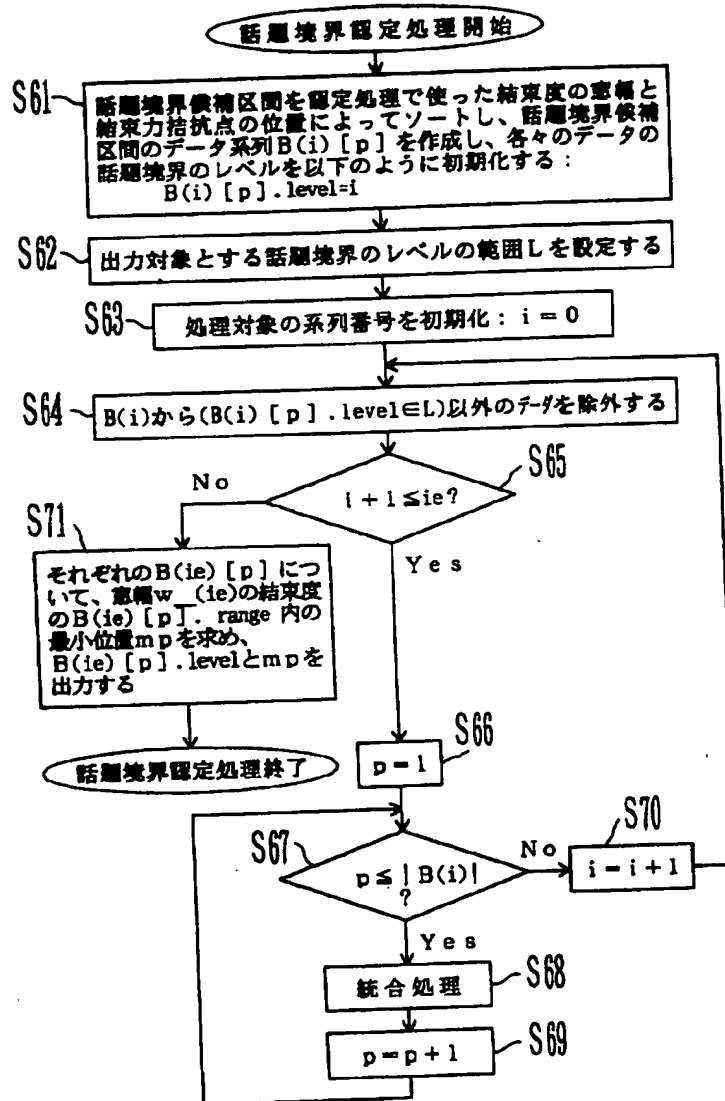 話題境界認定処理開始
S61
話題境界候補区間を認定処理で使った結束度の窓幅と
結束力拮抗点の位置によってソートし、話題境界候補
区間のデータ系列B(i)[p]を作成し、各々のデータの
話題境界のレベルを以下のように初期化する：
B(i)[p].level=i
S62
出力対象とする話題境界のレベルの範囲Lを設定する
S63
処理対象の系列番号を初期化：i＝0
S64
B(i)から(B(i)[p].level∈L)以外のデータを除外する
S65
i＋1≦ie?
No
Yes
S71
それぞれのB(ie)[p]につ
いて、窓幅w_(ie)の結束度
のB(ie)[p].range内の
最小位置mpを求め、
B(ie)[p].levelとmpを
出力する
話題境界認定処理終了
S66
p＝1
S67
p≦|B(i)|
?
No
Yes
S70
i＝i＋1
S68
統合処理
S69
p＝p＋1